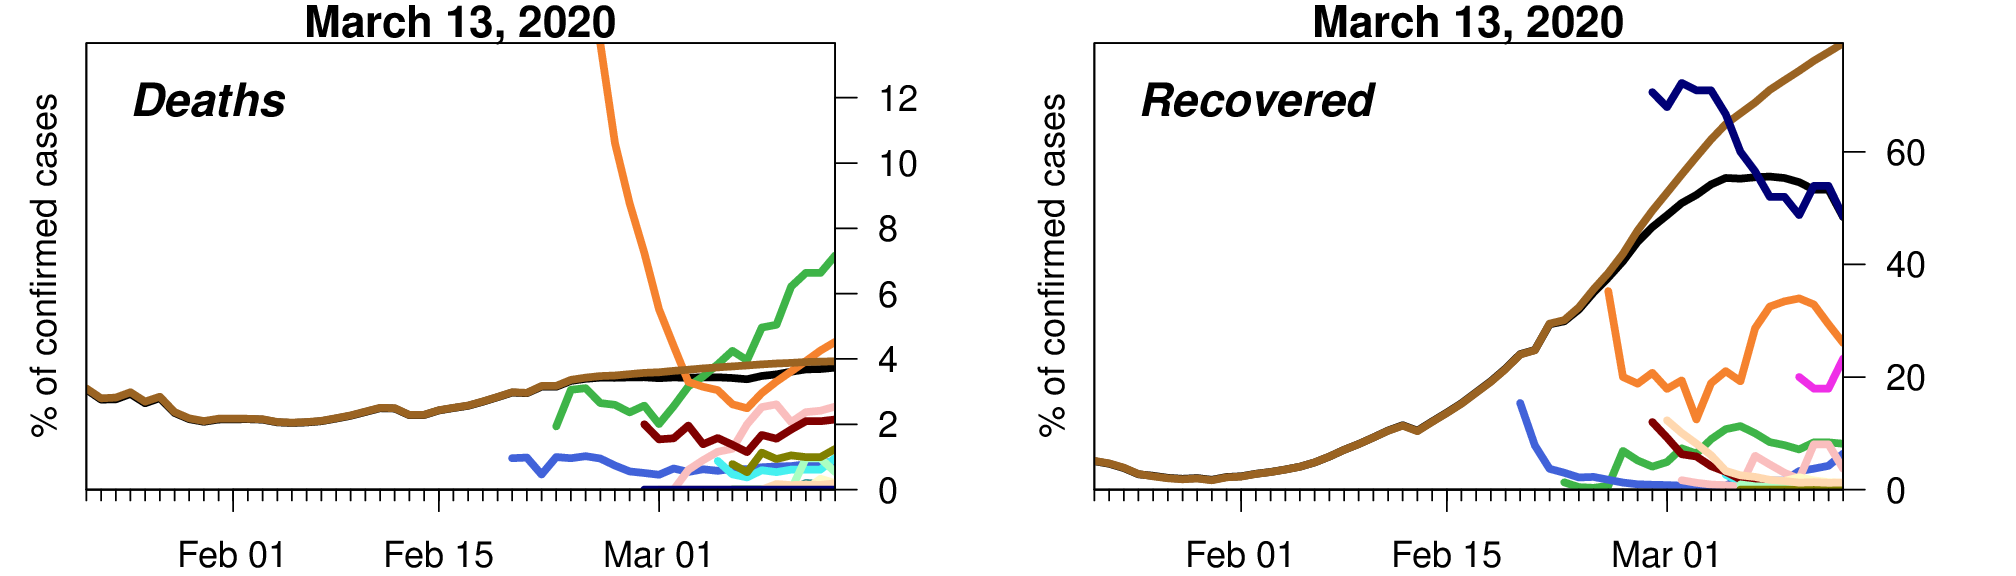 March 13, 2020
Deaths
% of confirmed cases
12
10
8
6
4
2
0
Feb 01 Feb 15 Mar 01
March 13, 2020
Recovered
% of confirmed cases
60
40
20
0
Feb 01 Feb 15 Mar 01